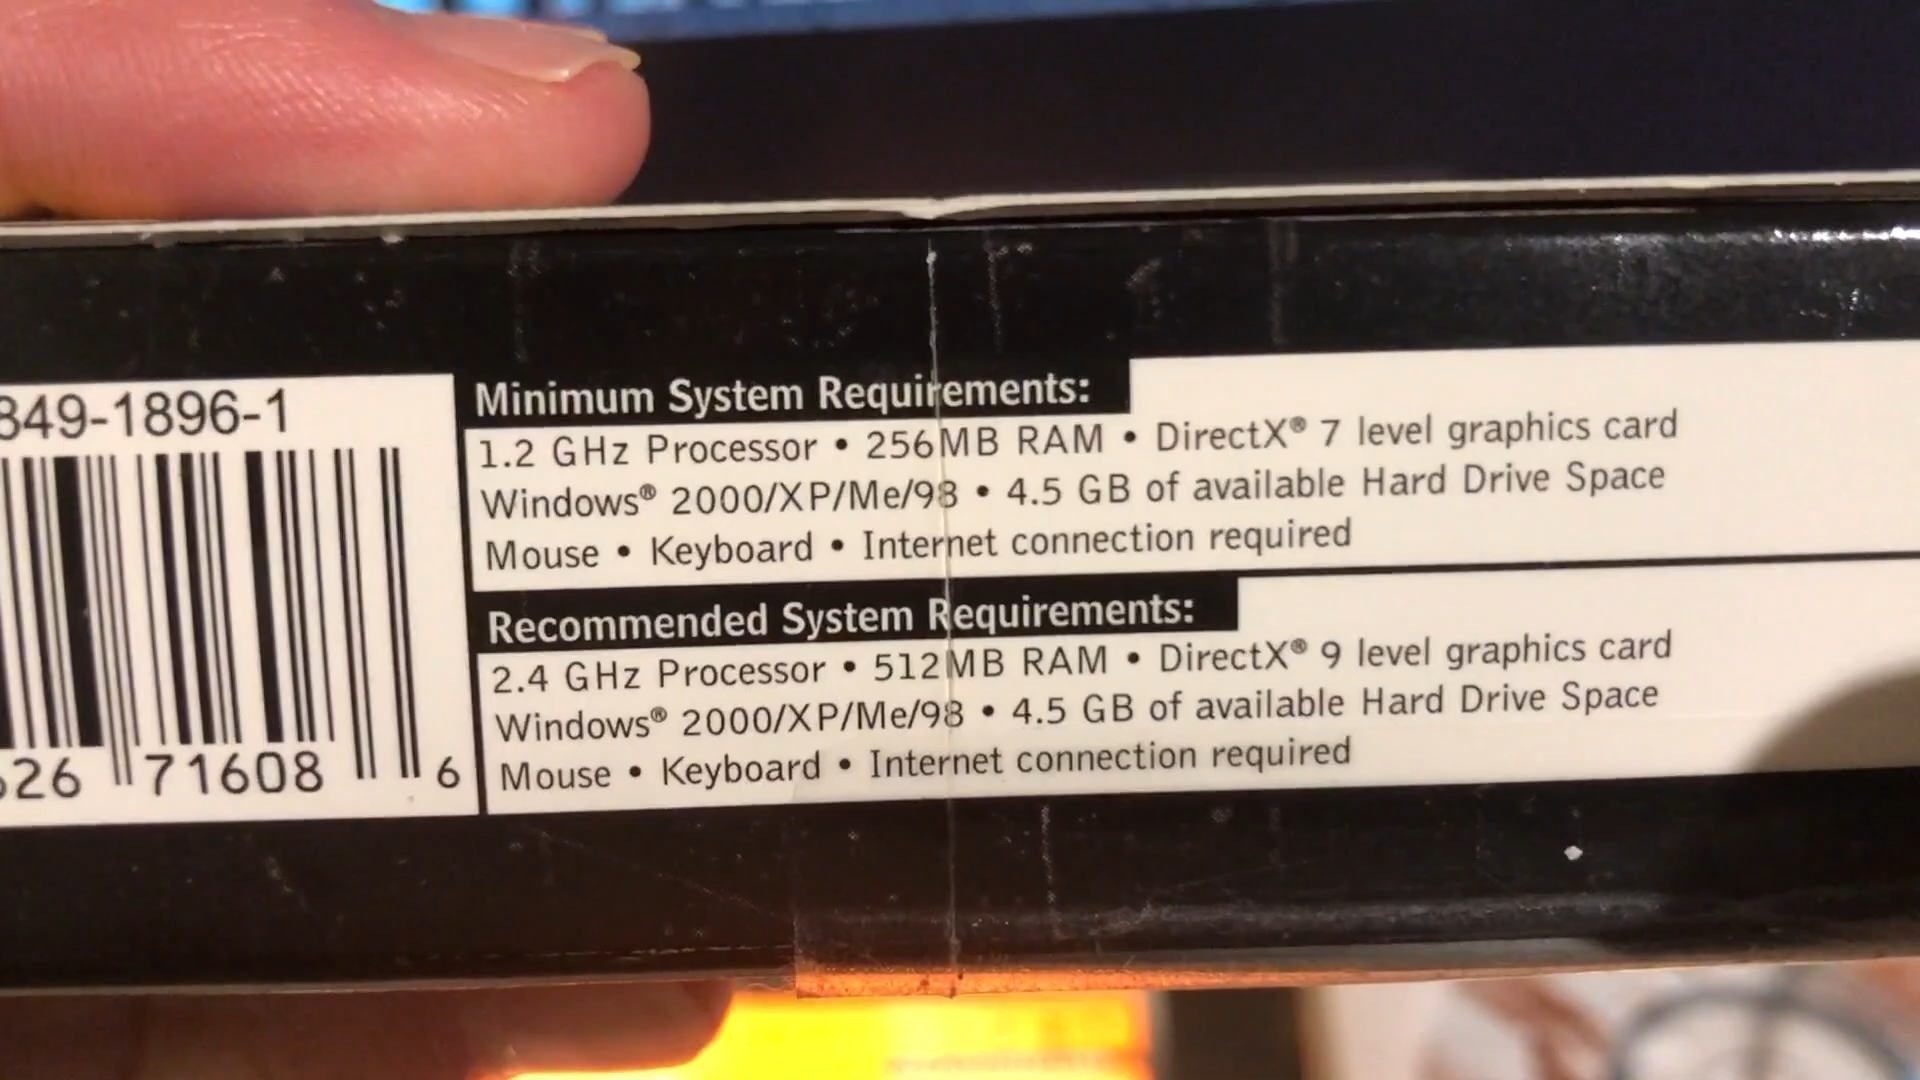 849-1896-1
26 71608 6
Minimum System Requirements:
1.2 GHz Processor • 256MB RAM • DirectX® 7 level graphics card
Windows® 2000/XP/Me/98 • 4.5 GB of available Hard Drive Space
Mouse • Keyboard • Internet connection required
Recommended System Requirements:
2.4 GHz Processor • 512MB RAM • DirectX® 9 level graphics card
Windows® 2000/XP/Me/98 • 4.5 GB of available Hard Drive Space
Mouse • Keyboard • Internet connection required